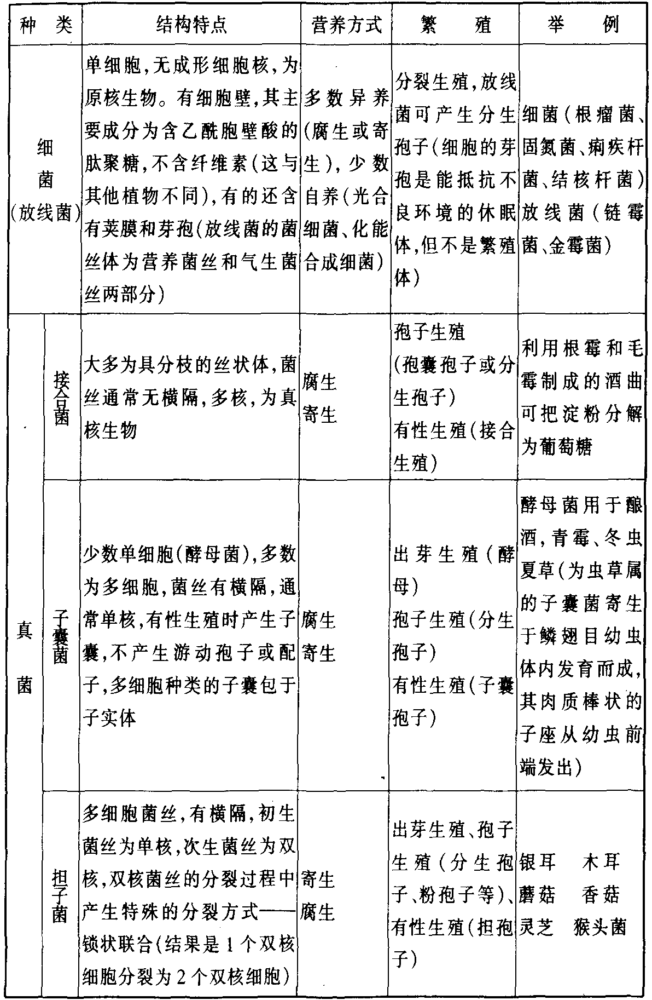 种 类
结构特点
营养方式
繁 殖
举 例
细
菌
(放线菌)
单细胞,无成形细胞核,为
原核生物。有细胞壁,其主
要成分为含乙酰胞壁酸的
肽聚糖,不含纤维素(这与
其他植物不同),有的还含
有荚膜和芽孢(放线菌的菌
丝体为营养菌丝和气生菌
丝两部分)
多数异养
(腐生或寄
生),少数
自养(光合
细菌、化能
合成细菌)
分裂生殖,放线
菌可产生分生
孢子(细胞的芽
孢是能抵抗不
良环境的休眠
体,但不是繁殖
体)
细菌(根瘤菌、
固氮菌、痢疾杆
菌、结核杆菌)
放线菌(链霉
菌、金霉菌)
真
菌
接合菌
大多为具分枝的丝状体,菌
丝通常无横隔,多核,为真
核生物
腐生
寄生
孢子生殖
(孢囊孢子或分
生孢子)
有性生殖(接合
生殖)
利用根霉和毛
霉制成的酒曲
可把淀粉分解
为葡萄糖
子囊菌
少数单细胞(酵母菌),多数
为多细胞,菌丝有横隔,通
常单核,有性生殖时产生子
囊,不产生游动孢子或配
子,多细胞种类的子囊包于
子实体
腐生
寄生
出芽生殖(酵
母)
孢子生殖(分生
孢子)
有性生殖(子囊
孢子)
酵母菌用于酿
酒,青霉、冬虫
夏草(为虫草属
的子囊菌寄生
于鳞翅目幼虫
体内发育而成,
其肉质棒状的
子座从幼虫前
端发出)
担子菌
多细胞菌丝,有横隔,初生
菌丝为单核,次生菌丝为双
核,双核菌丝的分裂过程中
产生特殊的分裂方式——
锁状联合(结果是1个双核
细胞分裂为2个双核细胞)
寄生
腐生
出芽生殖、孢子
生殖(分生孢
子、粉孢子等)、
有性生殖(担孢
子)
银耳 木耳
蘑菇 香菇
灵芝 猴头菌